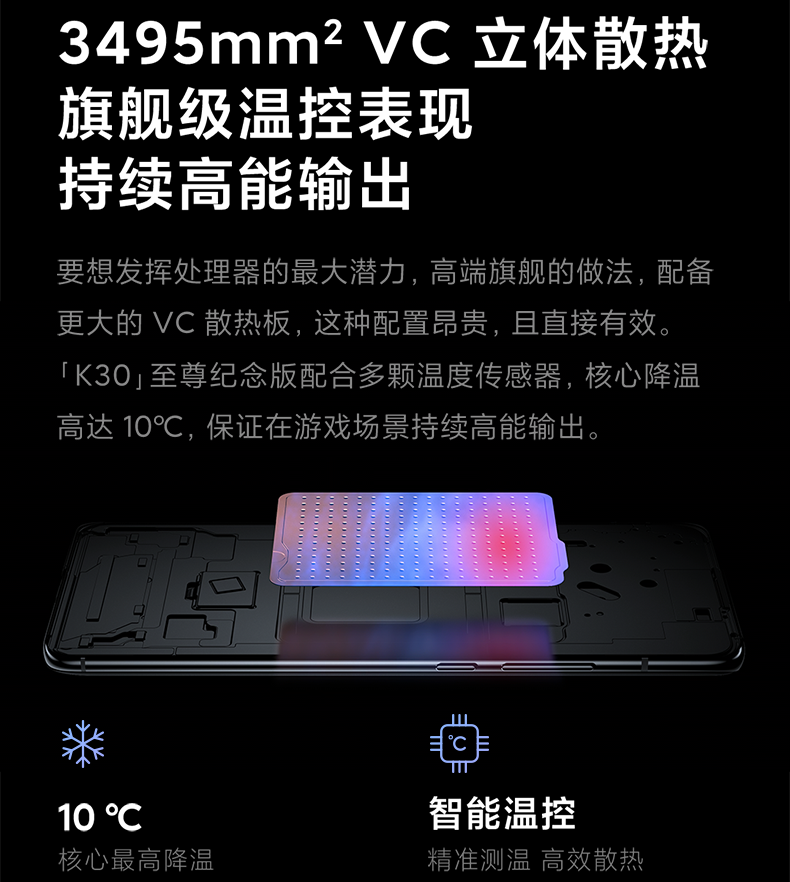 3495mm² VC 立体散热
旗舰级温控表现
持续高能输出
要想发挥处理器的最大潜力，高端旗舰的做法，配备
更大的 VC 散热板，这种配置昂贵，且直接有效。
「K30」至尊纪念版配合多颗温度传感器，核心降温
高达 10℃，保证在游戏场景持续高能输出。
℃
10 ℃
智能温控
核心最高降温
精准测温 高效散热